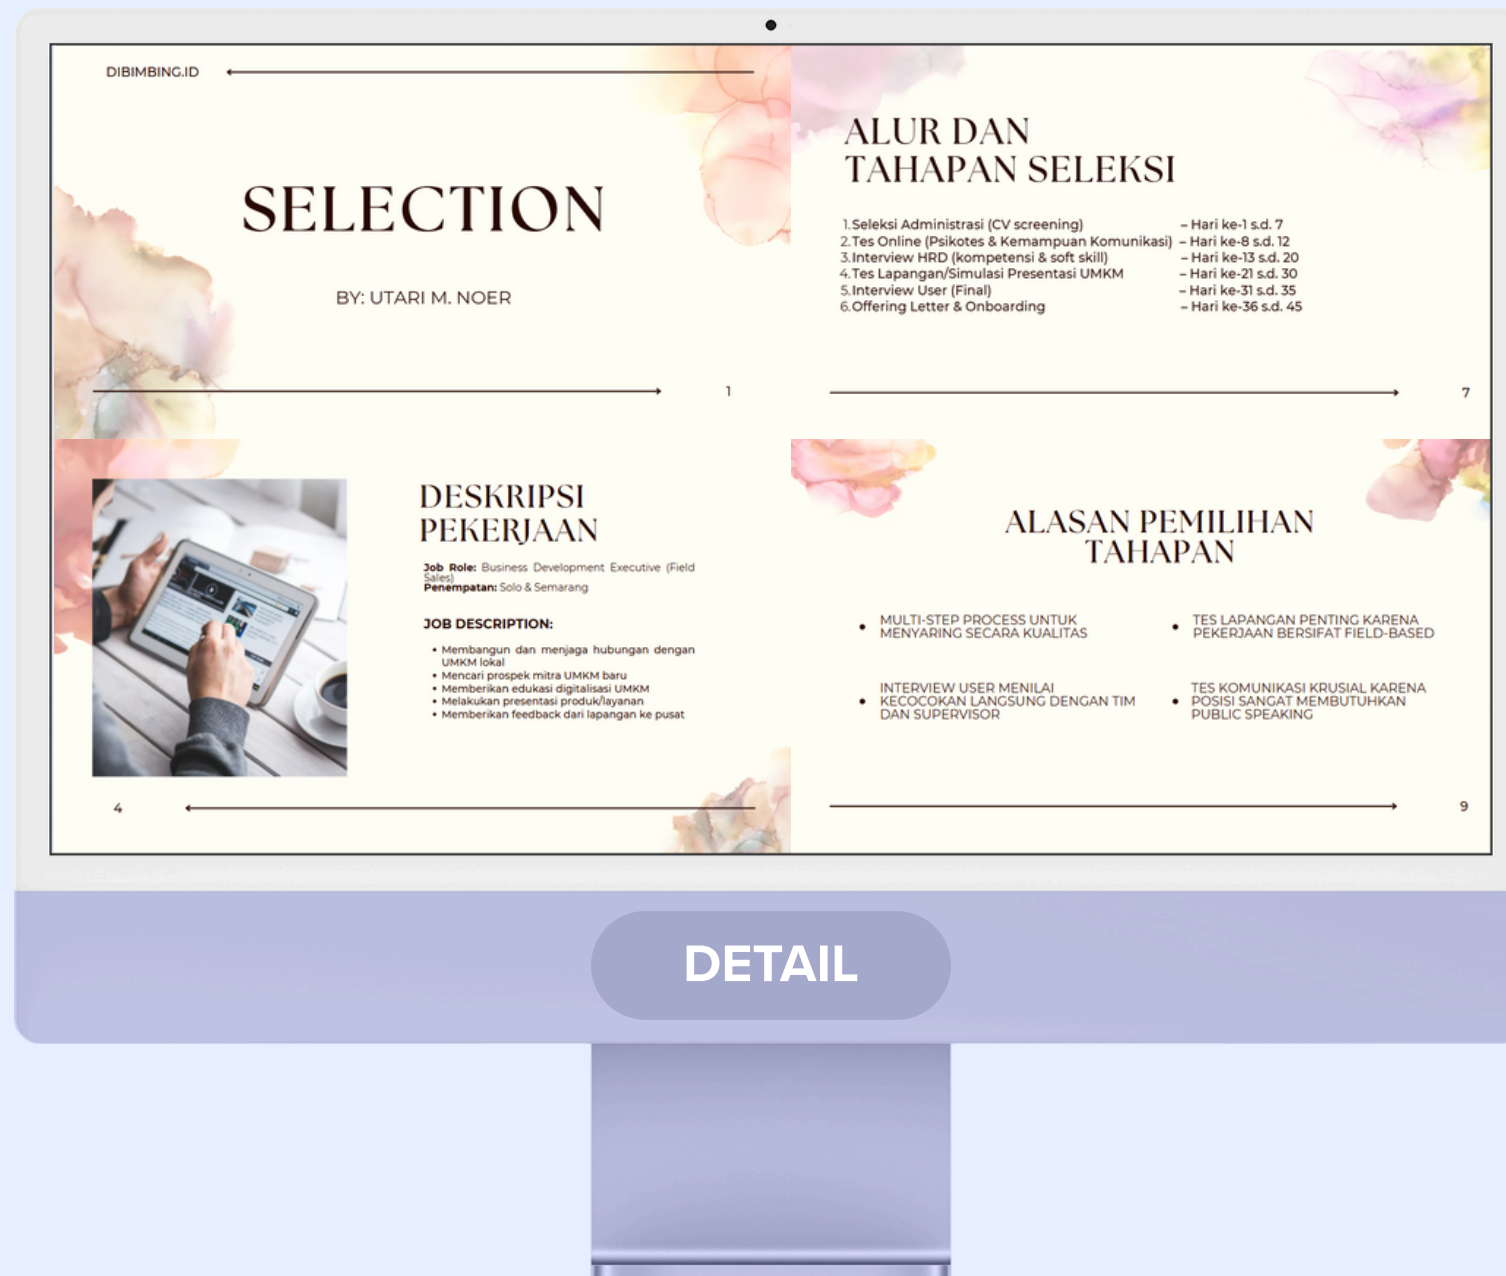 DIBIMBING.ID
SELECTION
BY: UTARI M. NOER
1
ALUR DAN
TAHAPAN SELEKSI
1. Seleksi Administrasi (CV screening) – Hari ke-1 s.d. 7
2. Tes Online (Psikotes & Kemampuan Komunikasi) – Hari ke-8 s.d. 12
3. Interview HRD (kompetensi & soft skill) – Hari ke-13 s.d. 20
4. Tes Lapangan/Simulasi Presentasi UMKM – Hari ke-21 s.d. 30
5. Interview User (Final) – Hari ke-31 s.d. 35
6. Offering Letter & Onboarding – Hari ke-36 s.d. 45
7
DESKRIPSI
PEKERJAAN
Job Role: Business Development Executive (Field
Sales)
Penempatan: Solo & Semarang
JOB DESCRIPTION:
• Membangun dan menjaga hubungan dengan
UMKM lokal
• Mencari prospek mitra UMKM baru
• Memberikan edukasi digitalisasi UMKM
• Melakukan presentasi produk/layanan
• Memberikan feedback dari lapangan ke pusat
4
ALASAN PEMILIHAN
TAHAPAN
• MULTI-STEP PROCESS UNTUK
MENYARING SECARA KUALITAS
• TES LAPANGAN PENTING KARENA
PEKERJAAN BERSIFAT FIELD-BASED
• INTERVIEW USER MENILAI
KECOCOKAN LANGSUNG DENGAN TIM
DAN SUPERVISOR
• TES KOMUNIKASI KRUSIAL KARENA
POSISI SANGAT MEMBUTUHKAN
PUBLIC SPEAKING
9
DETAIL